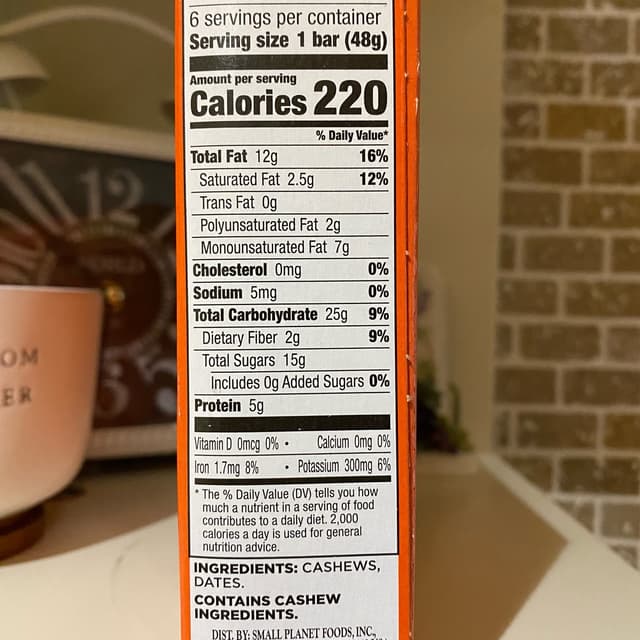 6 servings per container
Serving size 1 bar (48g)
Amount per serving
Calories 220
% Daily Value*
Total Fat 12g 16%
Saturated Fat 2.5g 12%
Trans Fat 0g
Polyunsaturated Fat 2g
Monounsaturated Fat 7g
Cholesterol 0mg 0%
Sodium 5mg 0%
Total Carbohydrate 25g 9%
Dietary Fiber 2g 9%
Total Sugars 15g
Includes 0g Added Sugars 0%
Protein 5g
Vitamin D 0mcg 0% • Calcium 0mg 0%
Iron 1.7mg 8% • Potassium 300mg 6%
* The % Daily Value (DV) tells you how
much a nutrient in a serving of food
contributes to a daily diet. 2,000
calories a day is used for general
nutrition advice.
INGREDIENTS: CASHEWS,
DATES.
CONTAINS CASHEW
INGREDIENTS.
DIST. BY: SMALL PLANET FOODS, INC.,
OM
ER
12
5